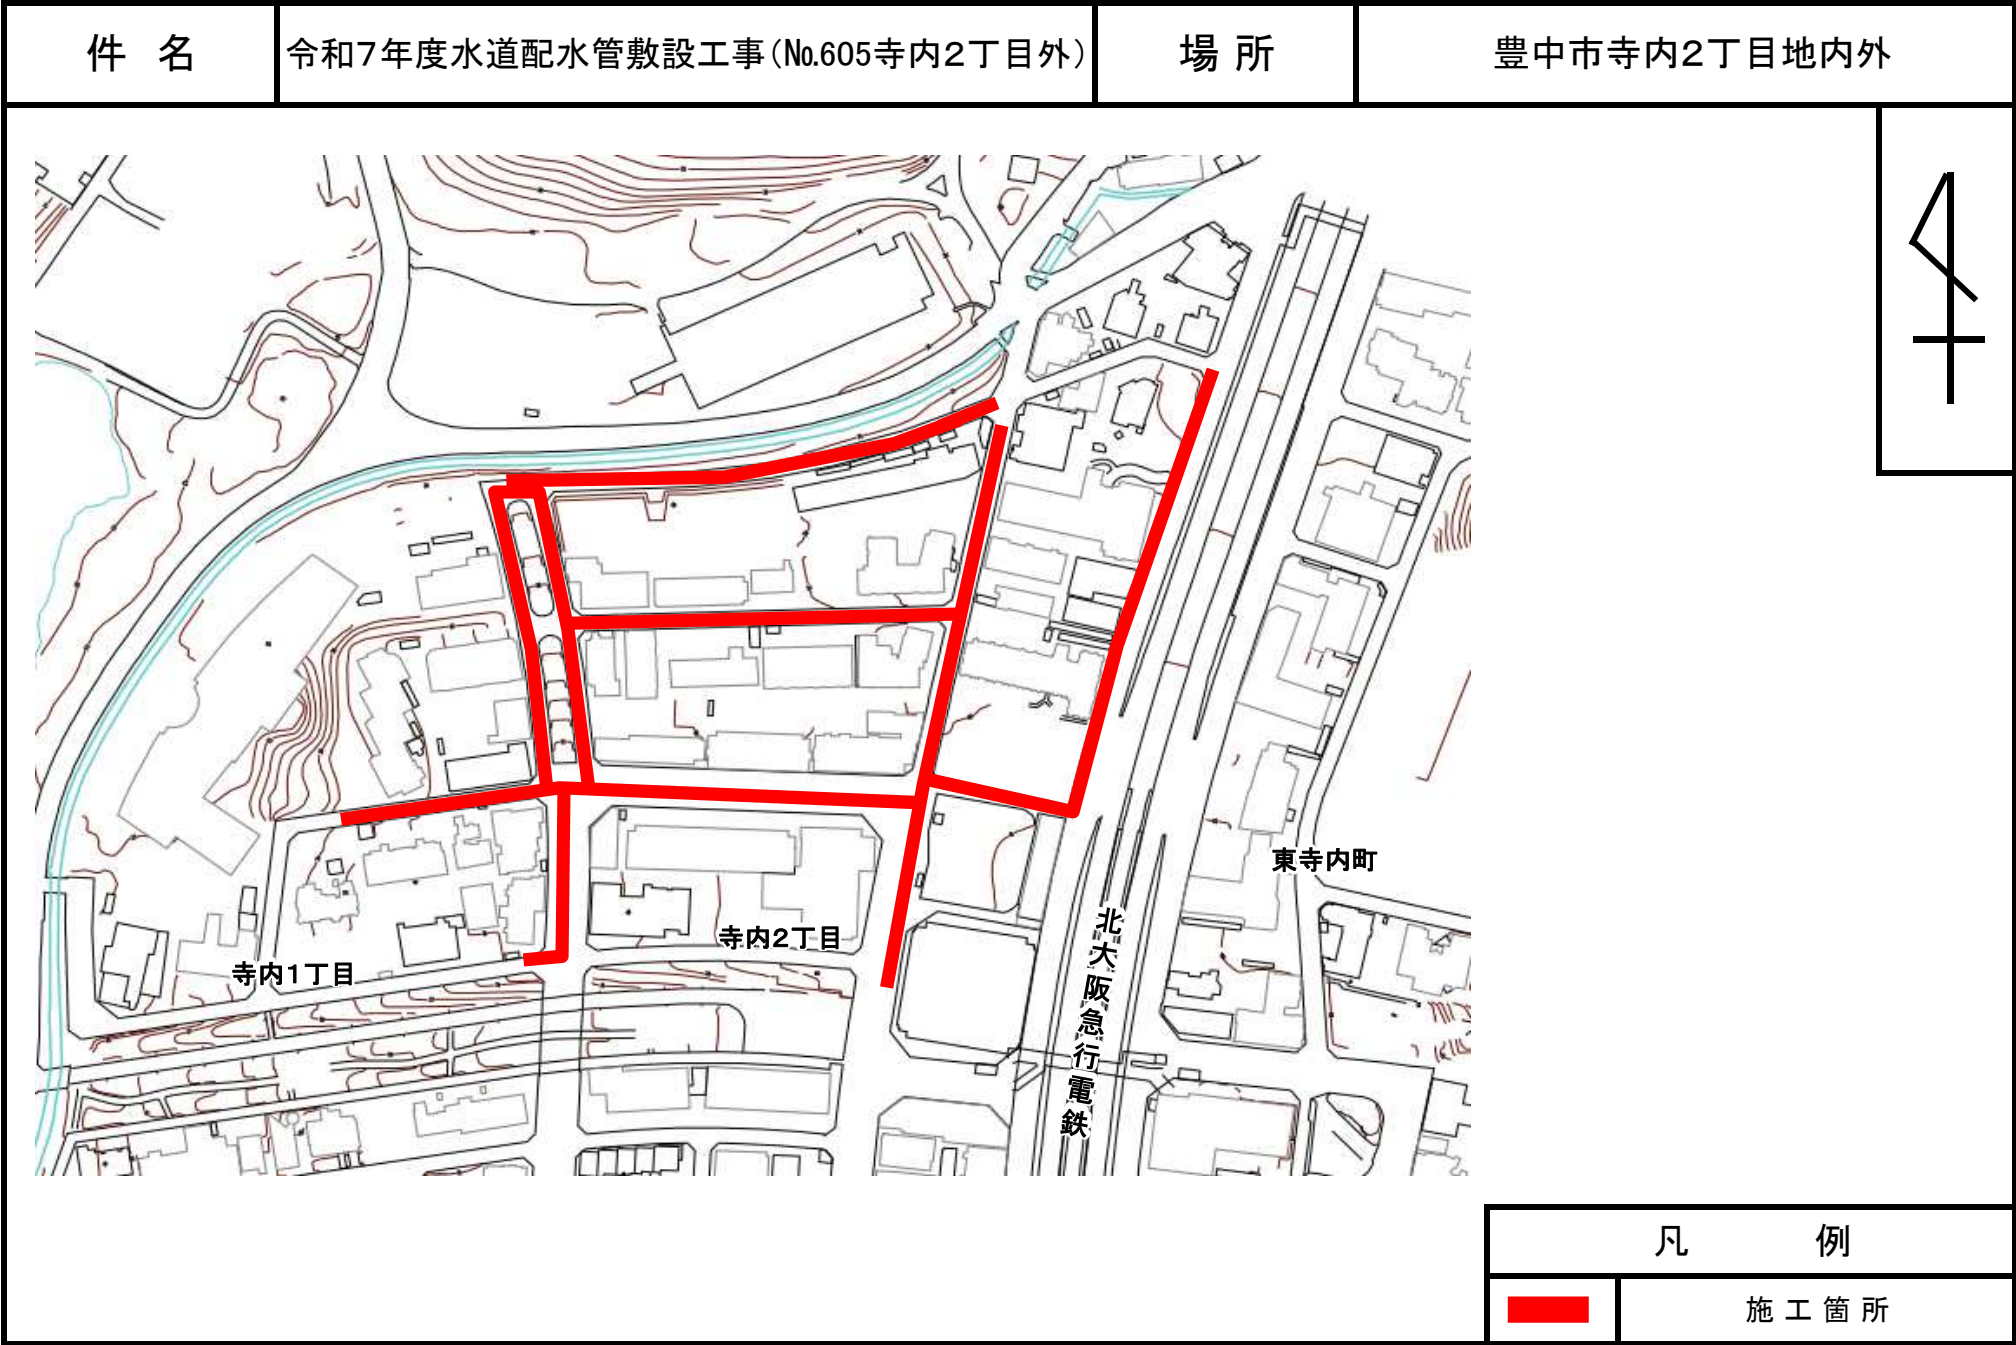 件 名
令和7年度水道配水管敷設工事(№605寺内2丁目外)
場 所
豊中市寺内2丁目地内外
東寺内町
寺内2丁目
寺内1丁目
北大阪急行電鉄
凡 例
施 工 箇 所